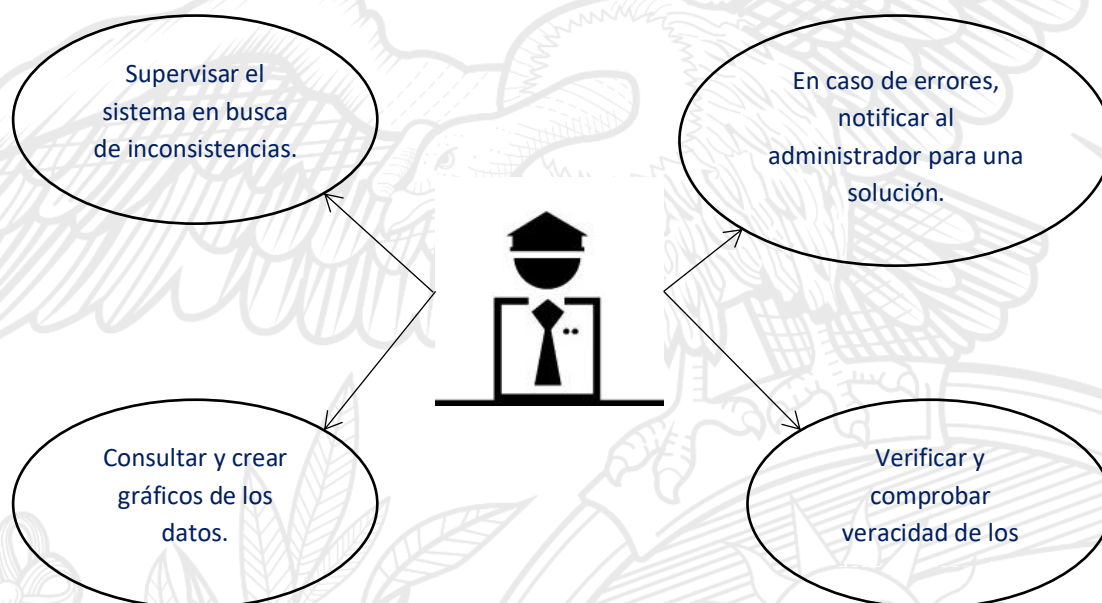 Supervisar el
sistema en busca
de inconsistencias.
En caso de errores,
notificar al
administrador para una
solución.
Consultar y crear
gráficos de los
datos.
Verificar y
comprobar
veracidad de los